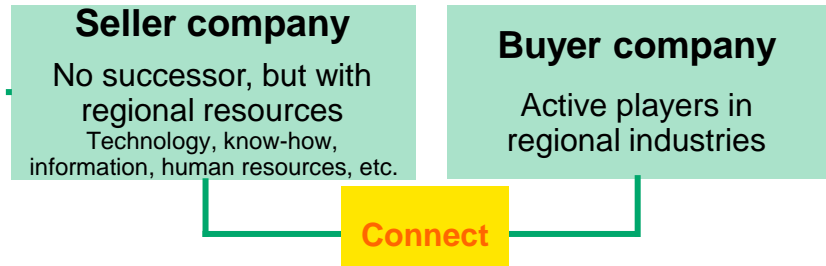 Seller company
No successor, but with
regional resources
Technology, know-how,
information, human resources, etc.
Buyer company
Active players in
regional industries
Connect